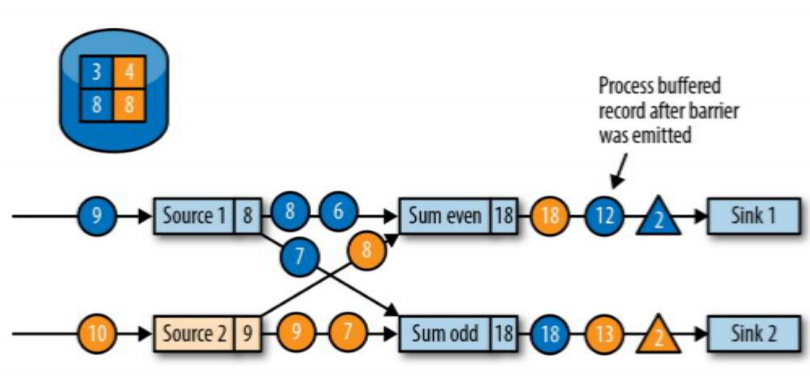 3 4
8 8
Process buffered
record after barrier
was emitted
9 Source 1 8 8 6 Sum even 18 18 12 2 Sink 1
7 8
10 Source 2 9 9 7 Sum odd 18 18 13 2 Sink 2